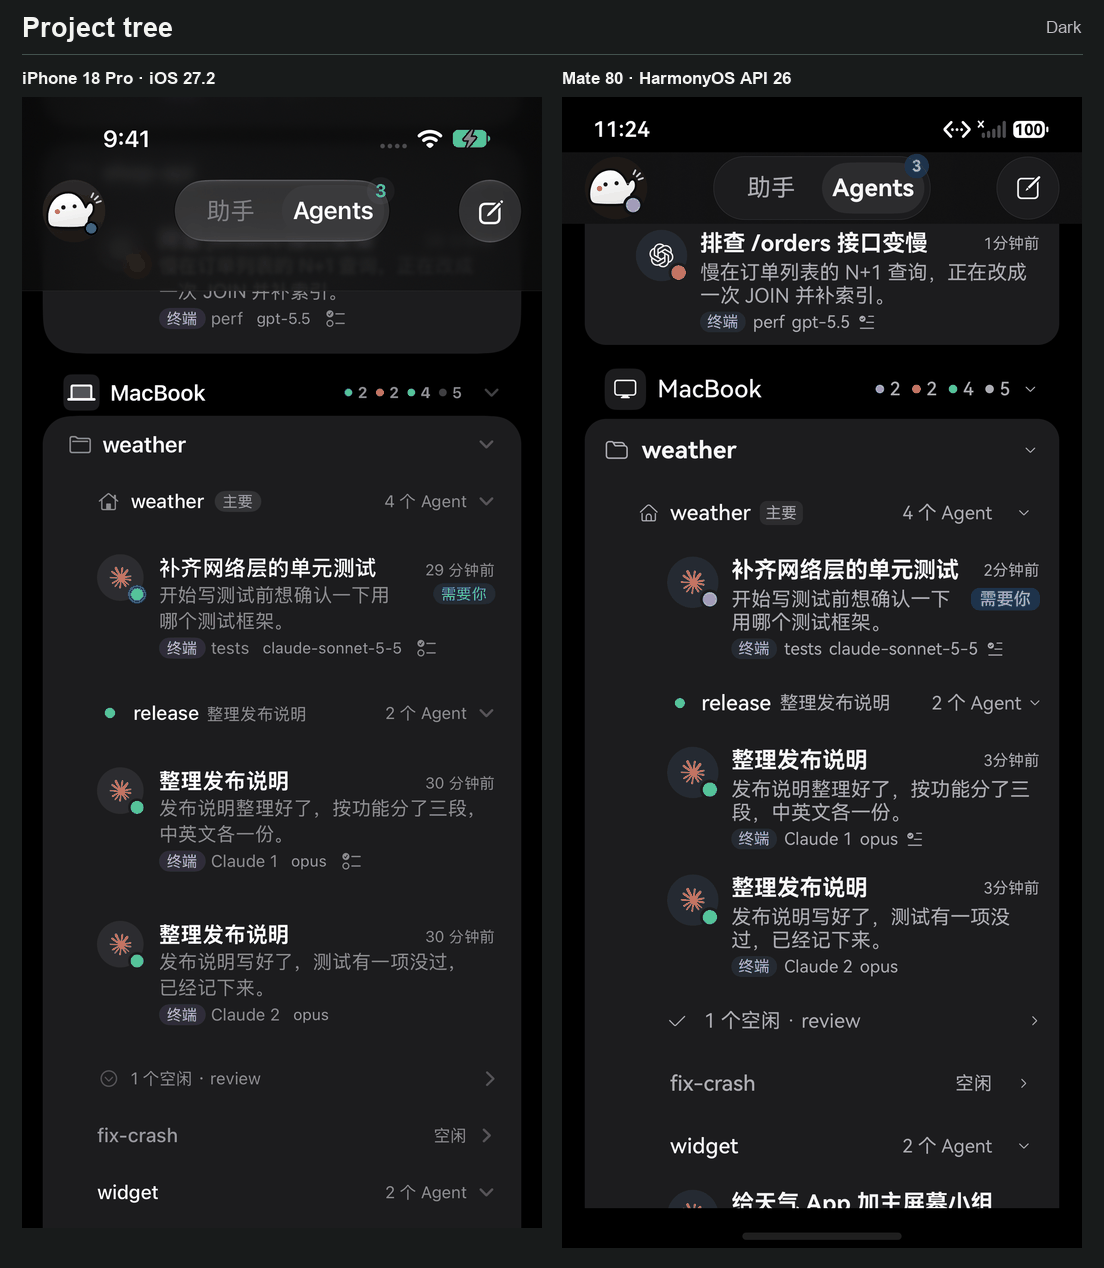 Project tree
Dark
iPhone 18 Pro · iOS 27.2
9:41
助手
Agents
3
一次 JOIN 并补索引。
终端 perf gpt-5.5
MacBook
2 2 4 5
weather
weather 主要
4 个 Agent
补齐网络层的单元测试
29 分钟前
开始写测试前想确认一下用
需要你
哪个测试框架。
终端 tests claude-sonnet-5-5
release 整理发布说明
2 个 Agent
整理发布说明
30 分钟前
发布说明整理好了，按功能分了三段，
中英文各一份。
终端 Claude 1 opus
整理发布说明
30 分钟前
发布说明写好了，测试有一项没过，
已经记下来。
终端 Claude 2 opus
1 个空闲 · review
fix-crash
空闲
widget
2 个 Agent
Mate 80 · HarmonyOS API 26
11:24
100
助手
Agents
3
排查 /orders 接口变慢
1分钟前
慢在订单列表的 N+1 查询，正在改成
一次 JOIN 并补索引。
终端 perf gpt-5.5
MacBook
2 2 4 5
weather
weather 主要
4 个 Agent
补齐网络层的单元测试
2分钟前
开始写测试前想确认一下
需要你
用哪个测试框架。
终端 tests claude-sonnet-5-5
release 整理发布说明
2 个 Agent
整理发布说明
3分钟前
发布说明整理好了，按功能分了三
段，中英文各一份。
终端 Claude 1 opus
整理发布说明
3分钟前
发布说明写好了，测试有一项没
过，已经记下来。
终端 Claude 2 opus
1 个空闲 · review
fix-crash
空闲
widget
2 个 Agent
给天气 App 加主屏幕小组